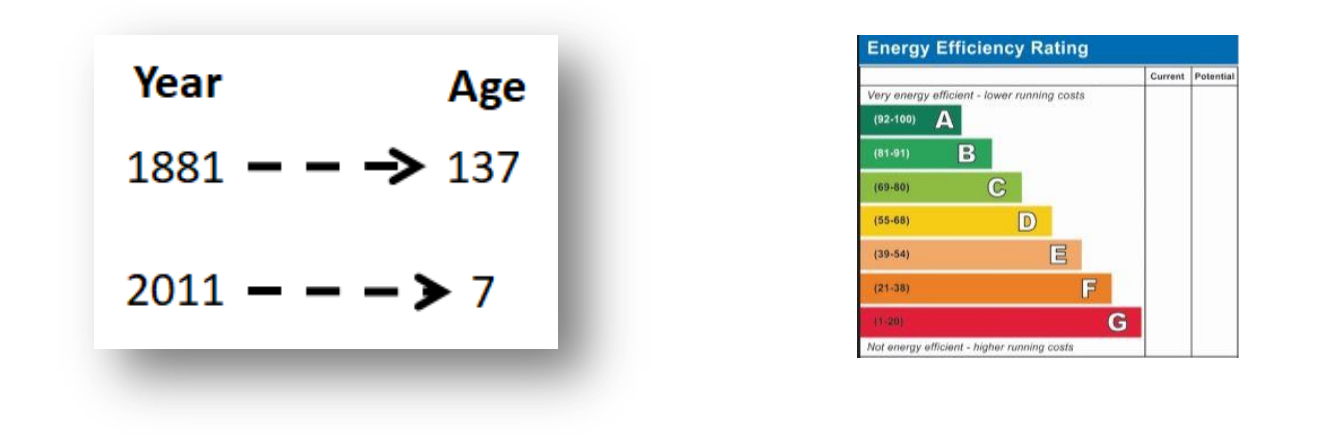 Year Age
1881 137
2011 7
Energy Efficiency Rating
Current Potential
Very energy efficient - lower running costs
(92-100) A
(81-91) B
(69-80) C
(55-68) D
(39-54) E
(21-38) F
(1-20) G
Not energy efficient - higher running costs